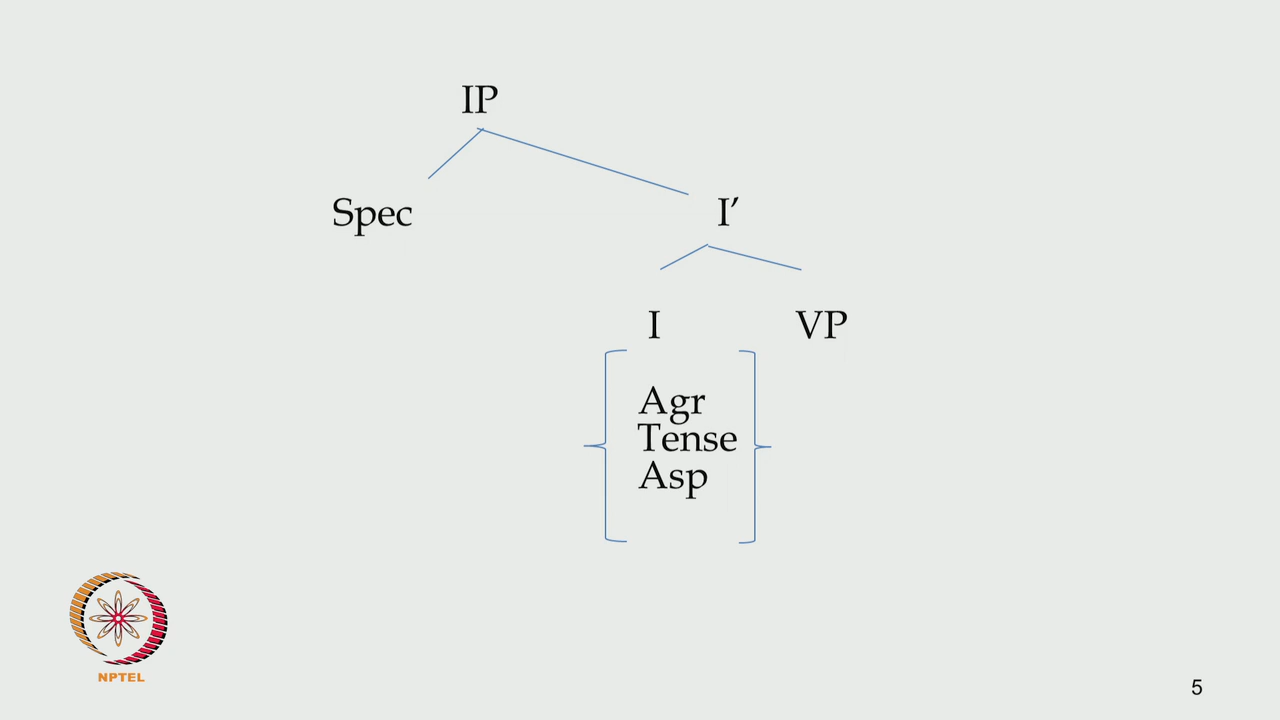 IP
Spec
I’
I
VP
Agr
Tense
Asp
NPTEL
5